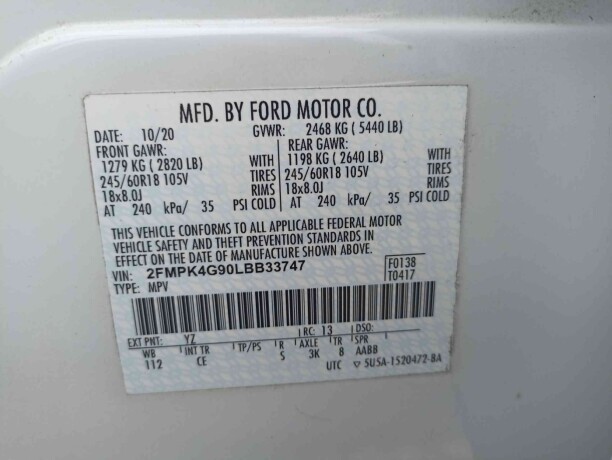 MFD. BY FORD MOTOR CO.
DATE: 10/20 GVWR: 2468 KG ( 5440 LB)
FRONT GAWR: REAR GAWR:
1279 KG ( 2820 LB) WITH 1198 KG ( 2640 LB) WITH
245/60R18 105V TIRES 245/60R18 105V TIRES
18x8.0J RIMS 18x8.0J RIMS
AT 240 kPa/ 35 PSI COLD AT 240 kPa/ 35 PSI COLD
THIS VEHICLE CONFORMS TO ALL APPLICABLE FEDERAL MOTOR
VEHICLE SAFETY AND THEFT PREVENTION STANDARDS IN
EFFECT ON THE DATE OF MANUFACTURE SHOWN ABOVE.
VIN: 2FMPK4G90LBB33747 F0138
TYPE: MPV T0417
EXT PNT: YZ RC: 13 DSO:
WB INT TR TP/PS R AXLE TR SPR
112 CE S 3K 8 AABB
UTC ▽ 5U5A-1520472-BA